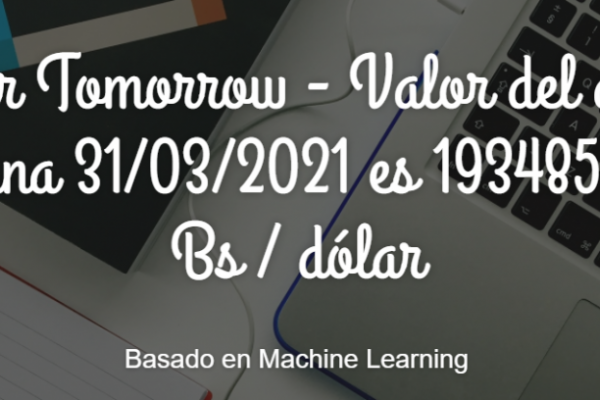 r Tomorrow - Valor del
na 31/03/2021 es 193485
Bs / dólar
Basado en Machine Learning